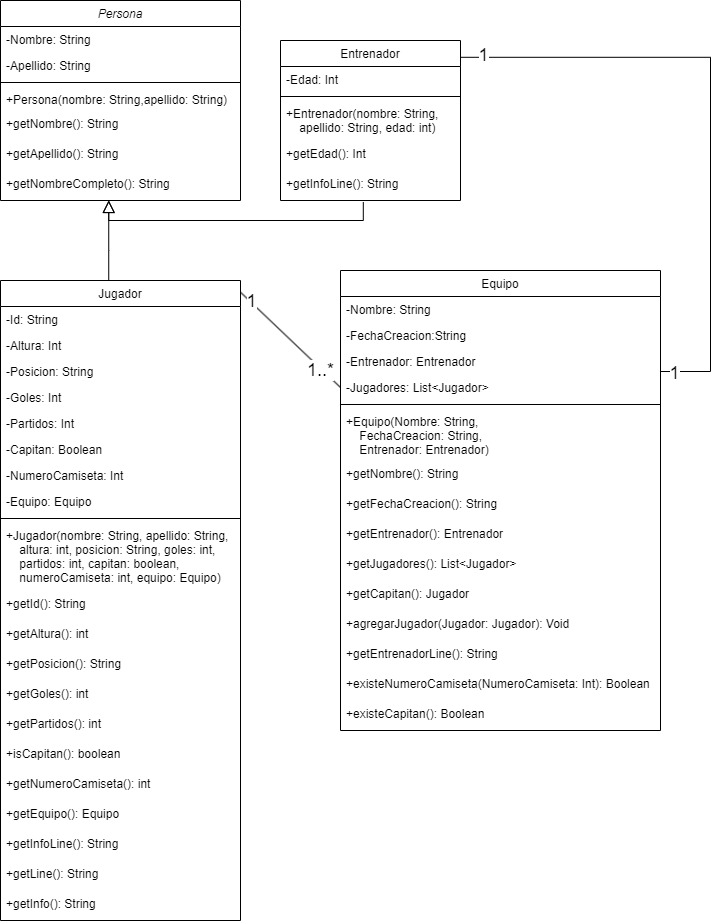 Persona
-Nombre: String
-Apellido: String
+Persona(nombre: String,apellido: String)
+getNombre(): String
+getApellido(): String
+getNombreCompleto(): String
Entrenador
-Edad: Int
+Entrenador(nombre: String,
apellido: String, edad: int)
+getEdad(): Int
+getInfoLine(): String
1
Jugador
-Id: String
-Altura: Int
-Posicion: String
-Goles: Int
-Partidos: Int
-Capitan: Boolean
-NumeroCamiseta: Int
-Equipo: Equipo
+Jugador(nombre: String, apellido: String,
altura: int, posicion: String, goles: int,
partidos: int, capitan: boolean,
numeroCamiseta: int, equipo: Equipo)
+getId(): String
+getAltura(): int
+getPosicion(): String
+getGoles(): int
+getPartidos(): int
+isCapitan(): boolean
+getNumeroCamiseta(): int
+getEquipo(): Equipo
+getInfoLine(): String
+getLine(): String
+getInfo(): String
1
1..*
Equipo
-Nombre: String
-FechaCreacion:String
-Entrenador: Entrenador
-Jugadores: List<Jugador>
+Equipo(Nombre: String,
FechaCreacion: String,
Entrenador: Entrenador)
+getNombre(): String
+getFechaCreacion(): String
+getEntrenador(): Entrenador
+getJugadores(): List<Jugador>
+getCapitan(): Jugador
+agregarJugador(Jugador: Jugador): Void
+getEntrenadorLine(): String
+existeNumeroCamiseta(NumeroCamiseta: Int): Boolean
+existeCapitan(): Boolean
1